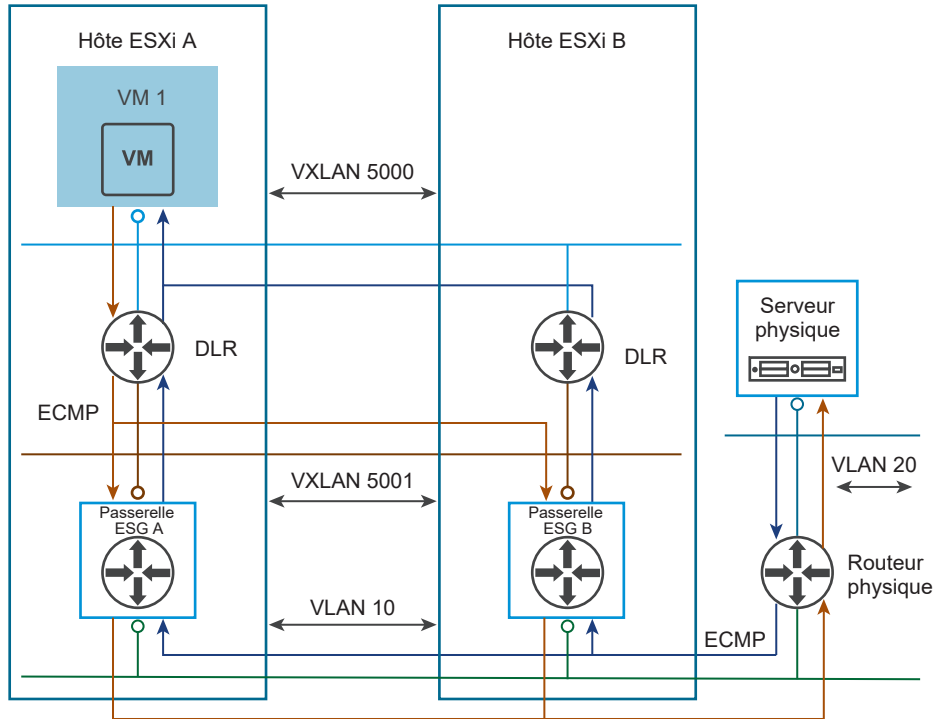 Hôte ESXi A
Hôte ESXi B
VM 1
VM
VXLAN 5000
Serveur
physique
DLR
DLR
ECMP
VLAN 20
VXLAN 5001
Passerelle
ESG A
Passerelle
ESG B
Routeur
physique
VLAN 10
ECMP